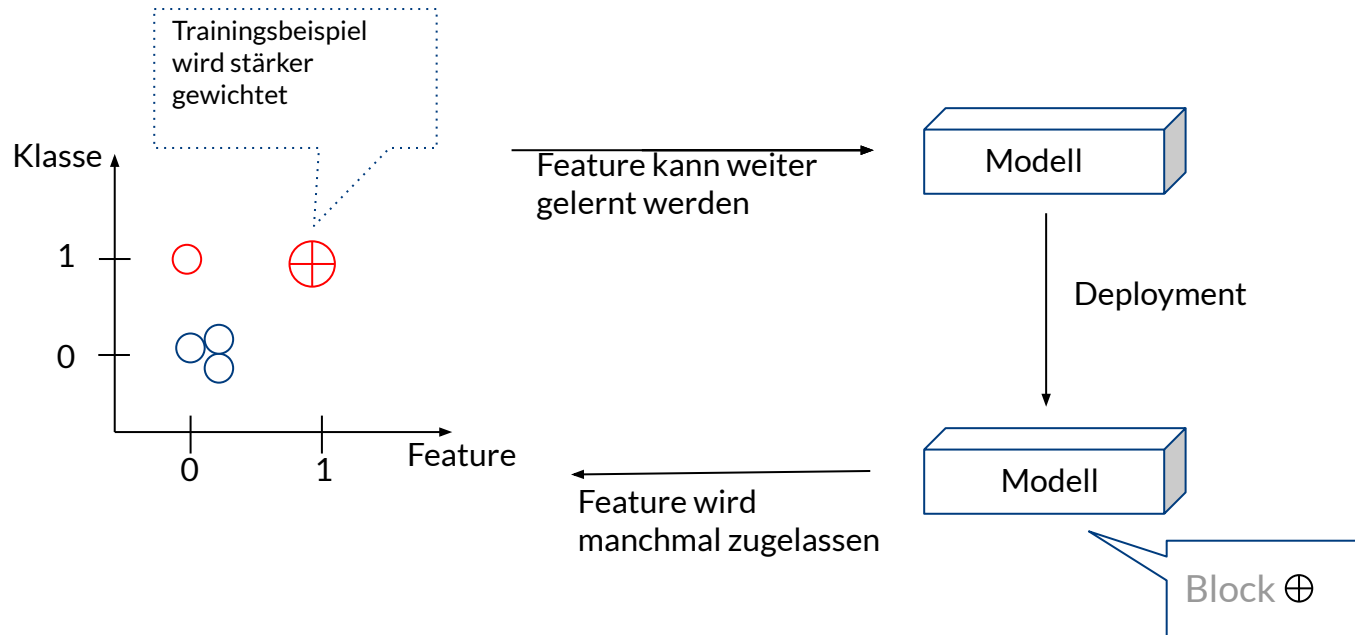 Trainingsbeispiel
wird stärker
gewichtet
Klasse
1
0
0
1
Feature
Feature kann weiter
gelernt werden
Modell
Deployment
Modell
Feature wird
manchmal zugelassen
Block ⊕